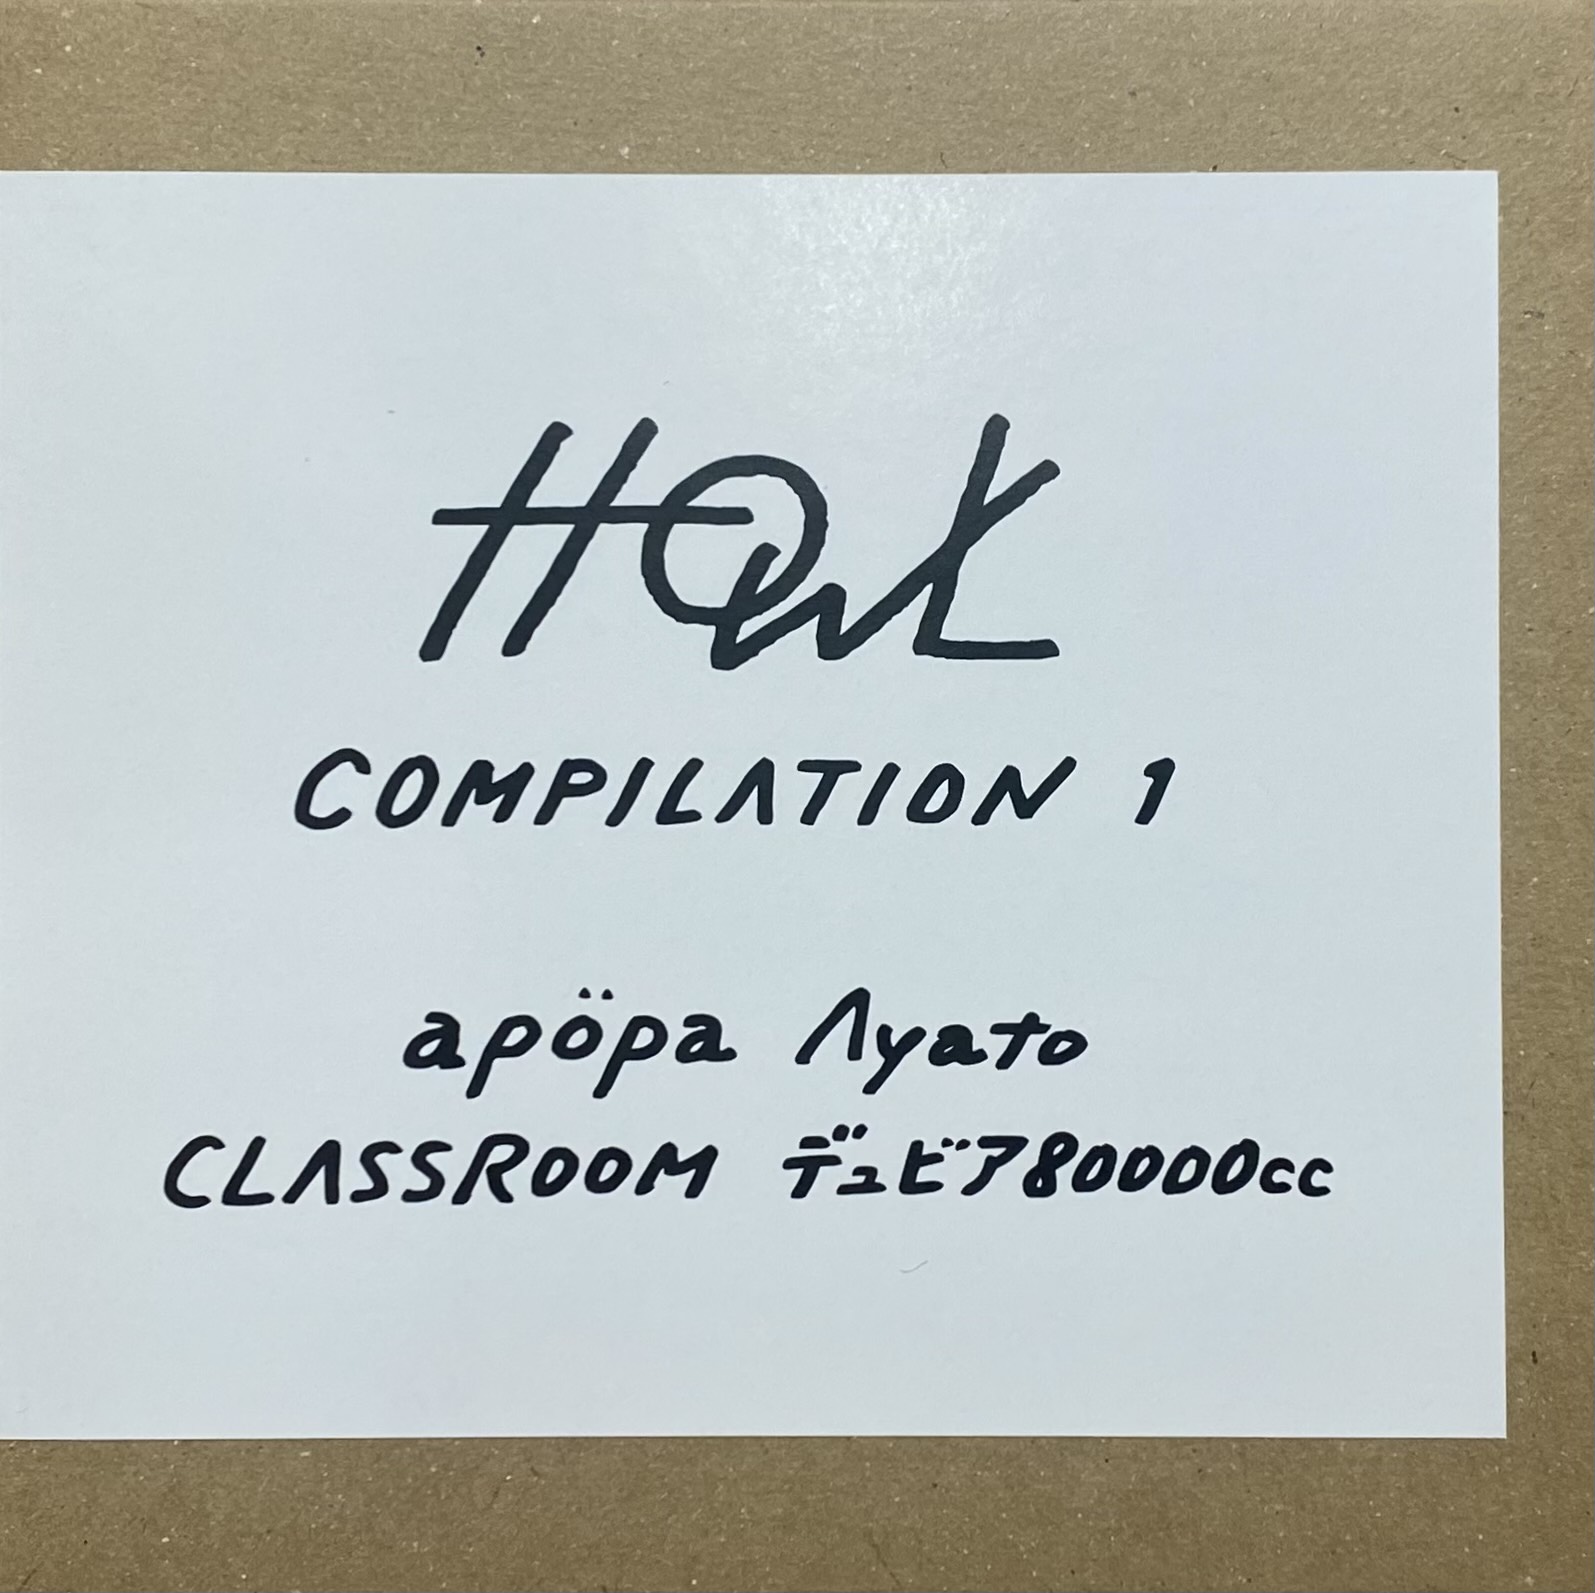 HOWL
COMPILATION 1
apöpa Ayato
CLASSROOM デュビア80000cc